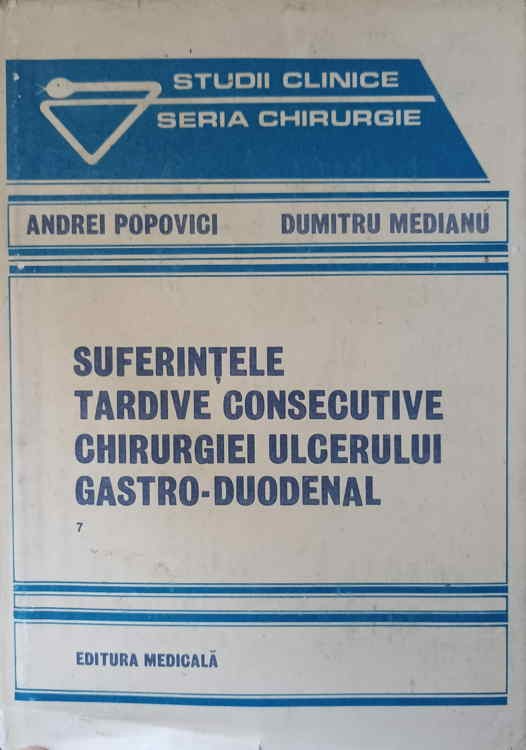 STUDII CLINICE
SERIA CHIRURGIE
ANDREI POPOVICI DUMITRU MEDIANU
SUFERINȚELE
TARDIVE CONSECUTIVE
CHIRURGIEI ULCERULUI
GASTRO-DUODENAL
7
EDITURA MEDICALĂ